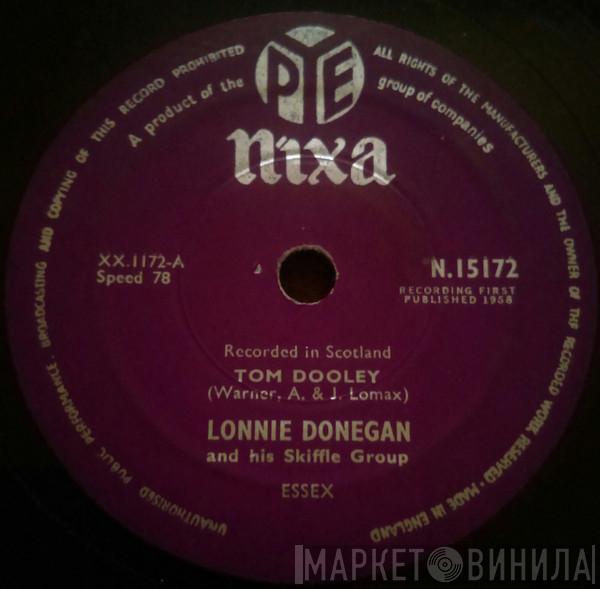 UNAUTHORISED PUBLIC PERFORMANCE · BROADCASTING AND COPYING OF THIS RECORD PROHIBITED
ALL RIGHTS OF THE MANUFACTURERS AND THE OWNER OF THE RECORDED WORK RESERVED · MADE IN ENGLAND
A product of the
PYE
group of companies
nixa
XX.1172-A
Speed 78
N.15172
RECORDING FIRST
PUBLISHED 1958
Recorded in Scotland
TOM DOOLEY
(Warner, A. & J. Lomax)
LONNIE DONEGAN
and his Skiffle Group
ESSEX
МАРКЕТ ВИНИЛА